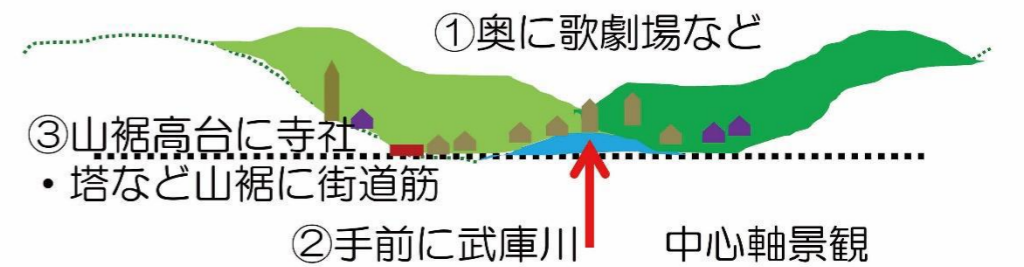 ①奥に歌劇場など
③山裾高台に寺社
・塔など山裾に街道筋
②手前に武庫川
中心軸景観